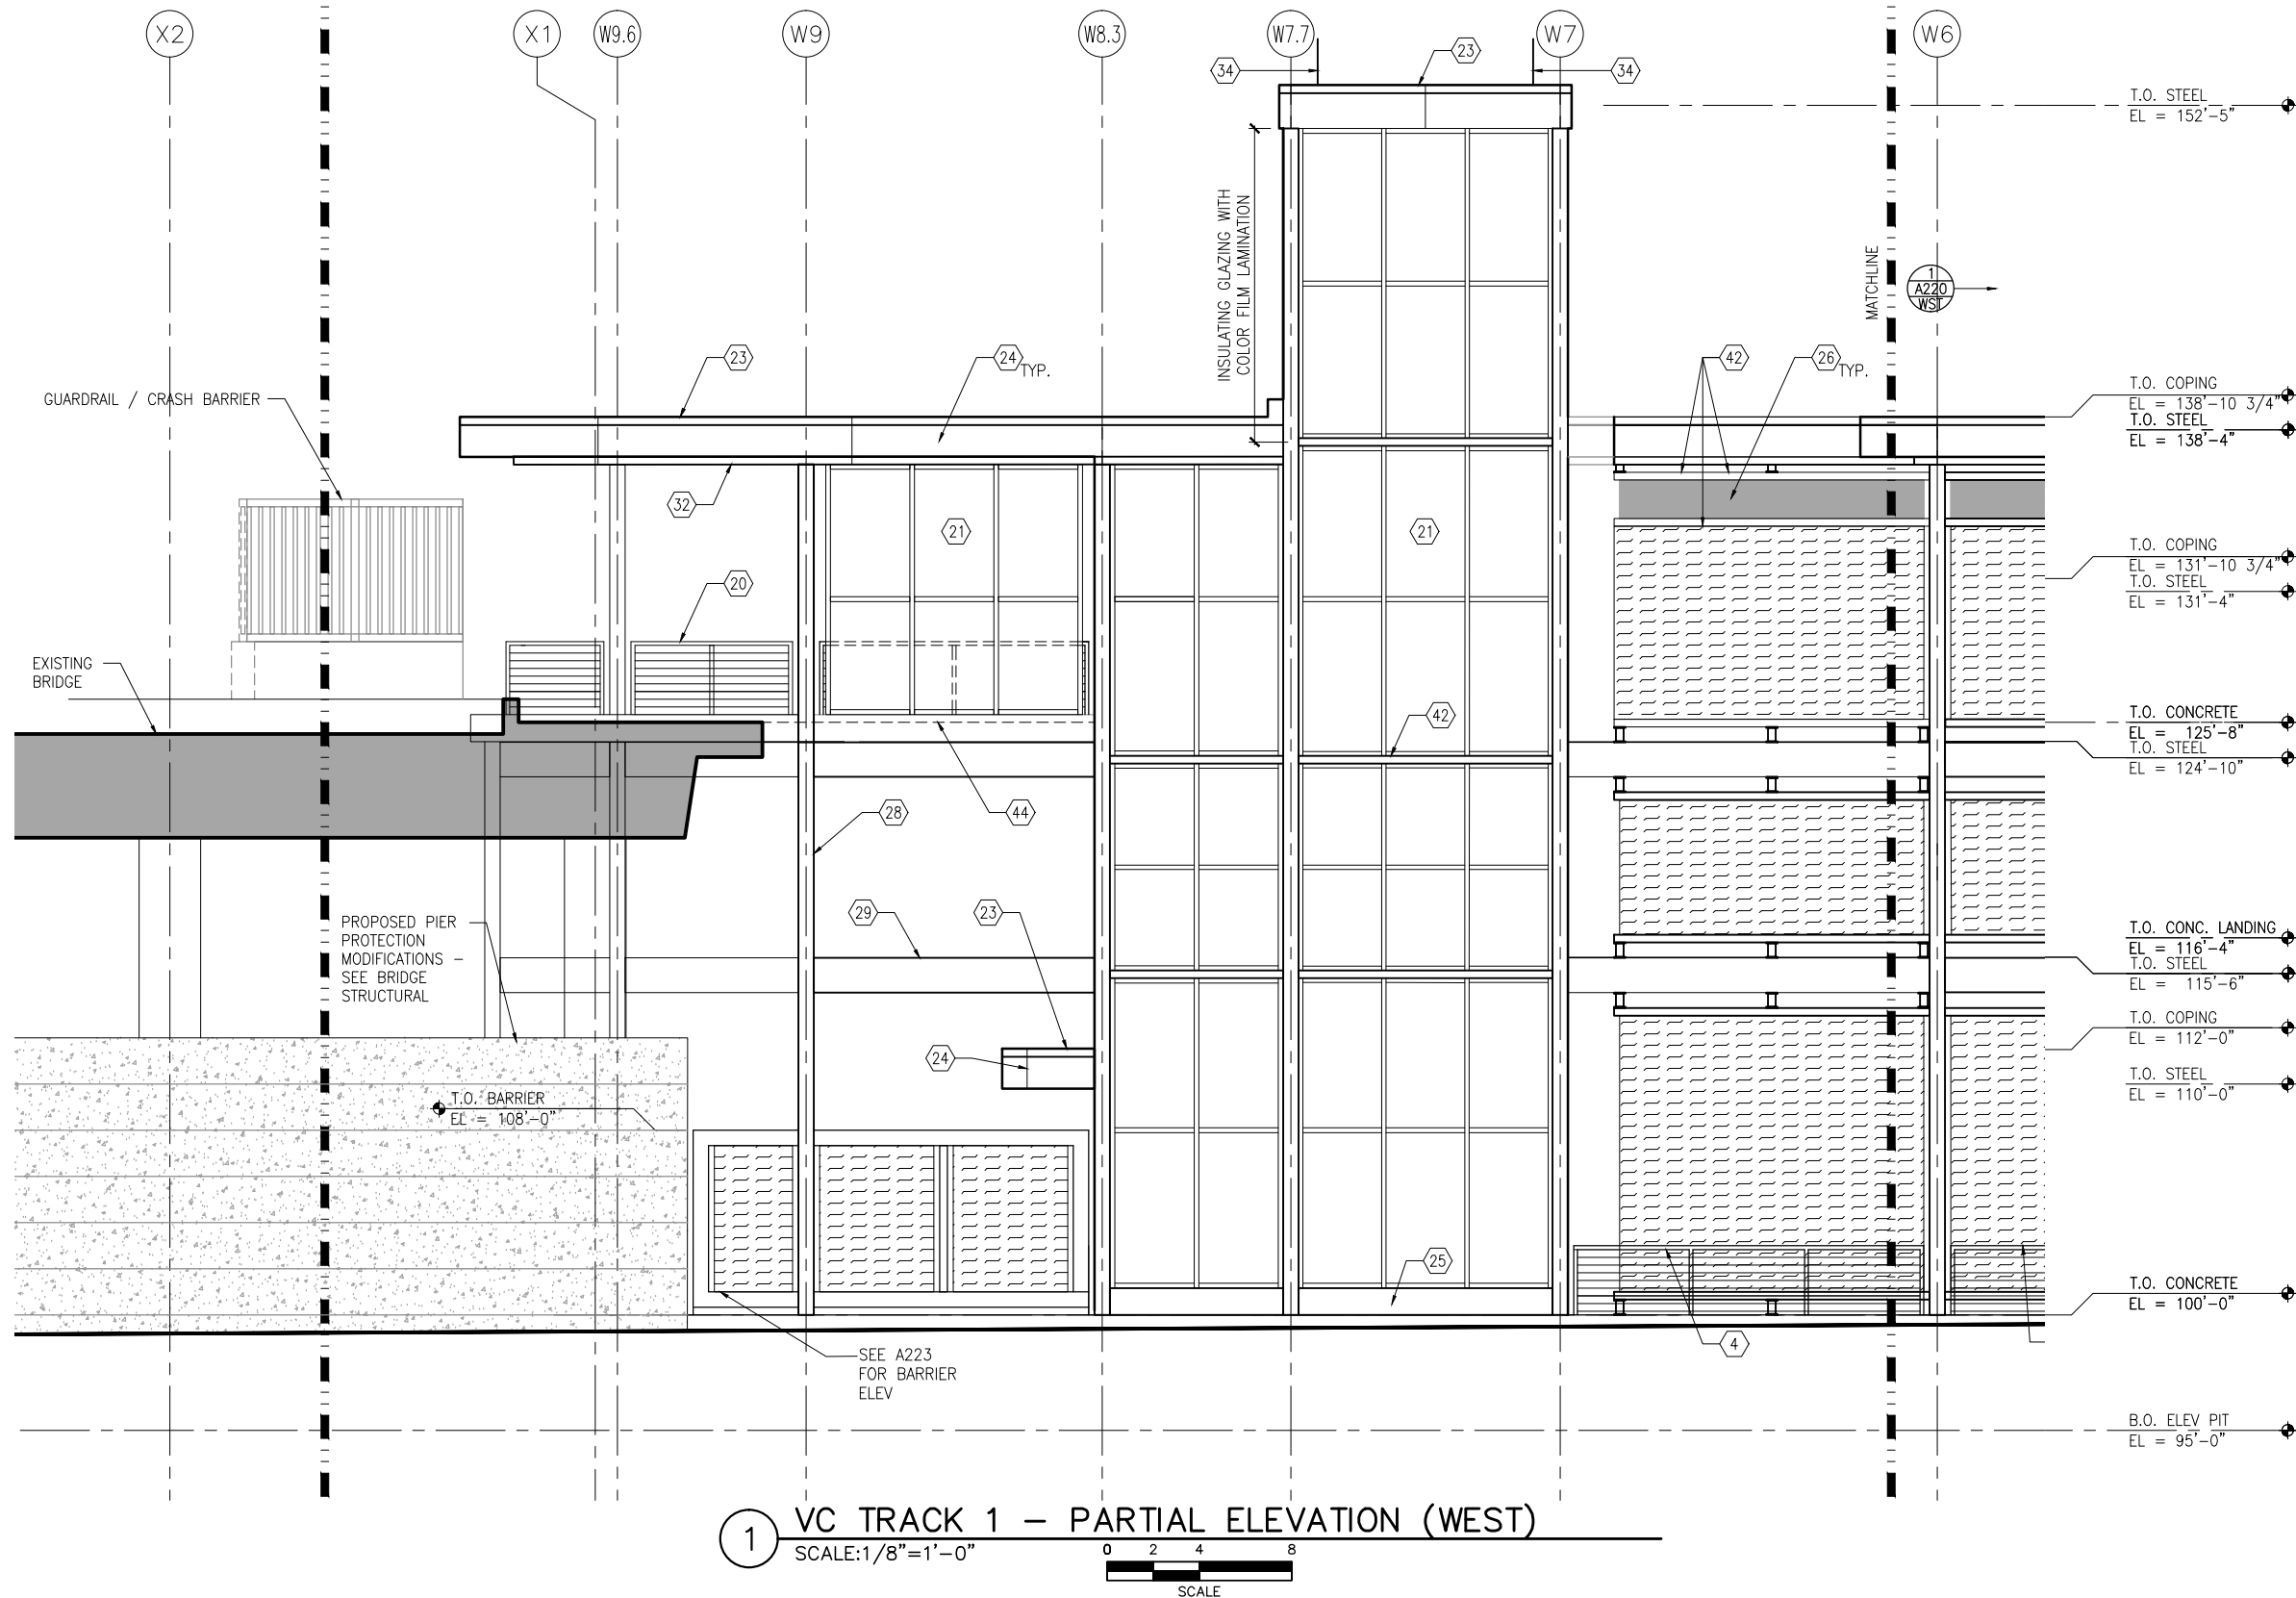 X2
X1
W9.6
W9
W8.3
W7.7
W7
W6
34
23
34
T.O. STEEL
EL = 152'-5"
INSULATING GLAZING WITH
COLOR FILM LAMINATION
MATCHLINE
1
A220
WST
23
24
TYP.
42
26
TYP.
GUARDRAIL / CRASH BARRIER
T.O. COPING
EL = 138'-10 3/4"
T.O. STEEL
EL = 138'-4"
32
21
21
20
T.O. COPING
EL = 131'-10 3/4"
T.O. STEEL
EL = 131'-4"
EXISTING
BRIDGE
42
T.O. CONCRETE
EL = 125'-8"
T.O. STEEL
EL = 124'-10"
28
44
PROPOSED PIER
PROTECTION
MODIFICATIONS -
SEE BRIDGE
STRUCTURAL
29
23
T.O. CONC. LANDING
EL = 116'-4"
T.O. STEEL
EL = 115'-6"
24
T.O. COPING
EL = 112'-0"
T.O. STEEL
EL = 110'-0"
T.O. BARRIER
EL = 108'-0"
25
T.O. CONCRETE
EL = 100'-0"
4
SEE A223
FOR BARRIER
ELEV
B.O. ELEV PIT
EL = 95'-0"
1
VC TRACK 1 - PARTIAL ELEVATION (WEST)
SCALE:1/8"=1'-0"
0 2 4 8
SCALE